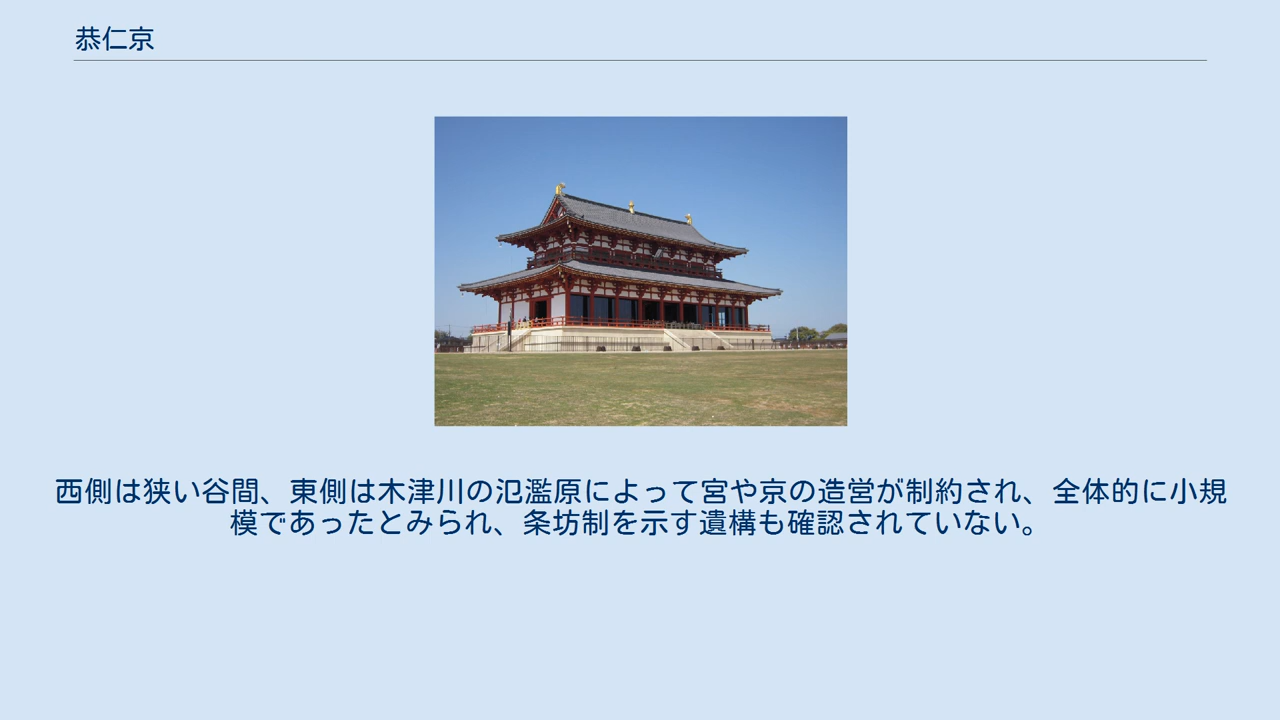 恭仁京
西側は狭い谷間、東側は木津川の氾濫原によって宮や京の造営が制約され、全体的に小規
模であったとみられ、条坊制を示す遺構も確認されていない。